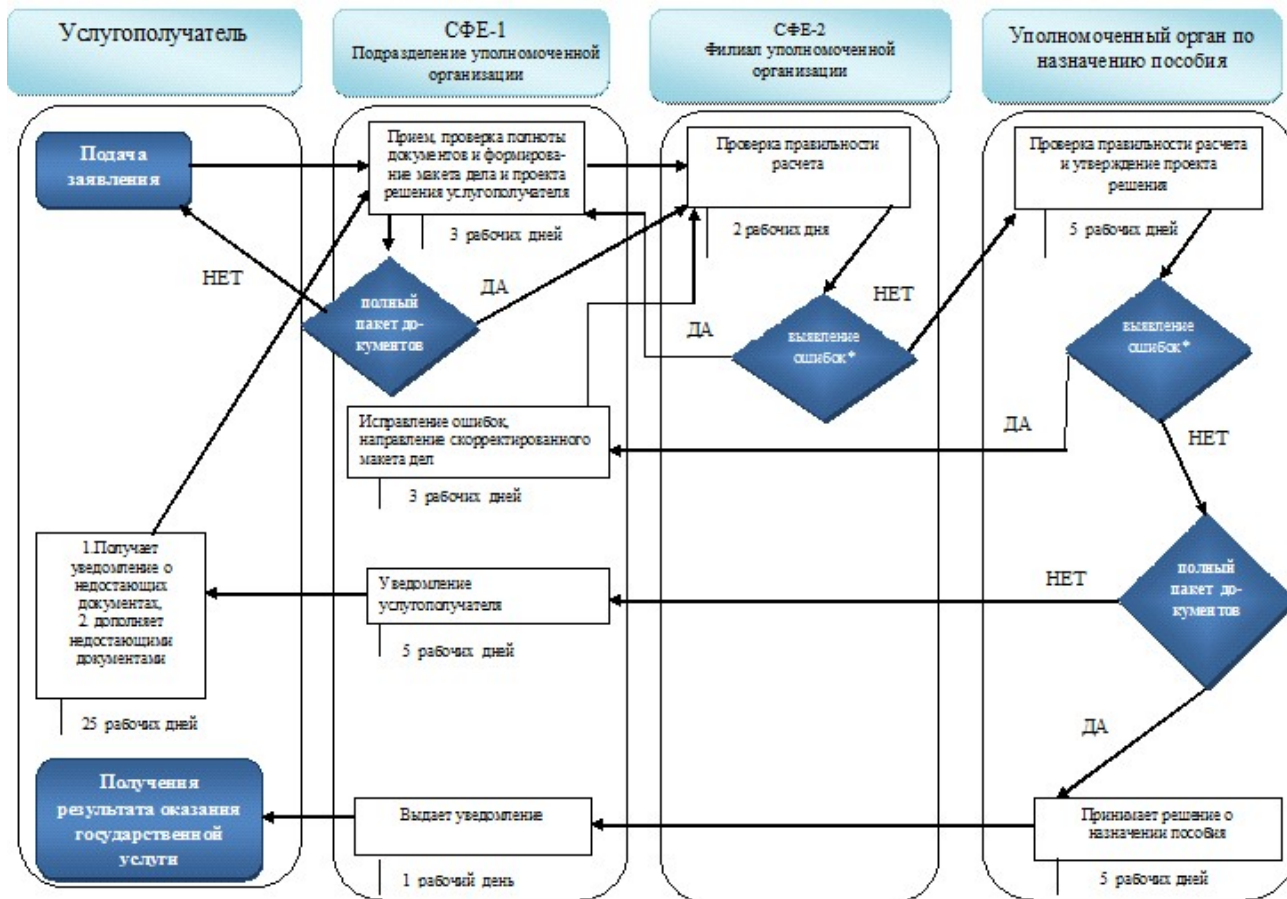 Услугополучатель
СФЕ-1
Подразделение уполномоченной
организации
СФЕ-2
Филиал уполномоченной
организации
Уполномоченный орган по
назначению пособия
Подача
заявления
Прием, проверка полноты
документов и формирова-
ние макета дела и проекта
решения услугополучателя
3 рабочих дней
Проверка правильности
расчета
2 рабочих дня
Проверка правильности расчета
и утверждение проекта
решения
5 рабочих дней
НЕТ
полный
пакет до-
кументов
ДА
ДА
выявление
ошибок*
НЕТ
выявление
ошибок*
Исправление ошибок,
направление скорректированного
макета дел
3 рабочих дней
ДА
НЕТ
1.Получает
уведомление о
недостающих
документах,
2. дополняет
недостающими
документами
25 рабочих дней
Уведомление
услугополучателя
5 рабочих дней
НЕТ
полный
пакет до-
кументов
ДА
Получения
результата оказания
государственной
услуги
Выдает уведомление
1 рабочий день
Принимает решение о
назначении пособия
5 рабочих дней